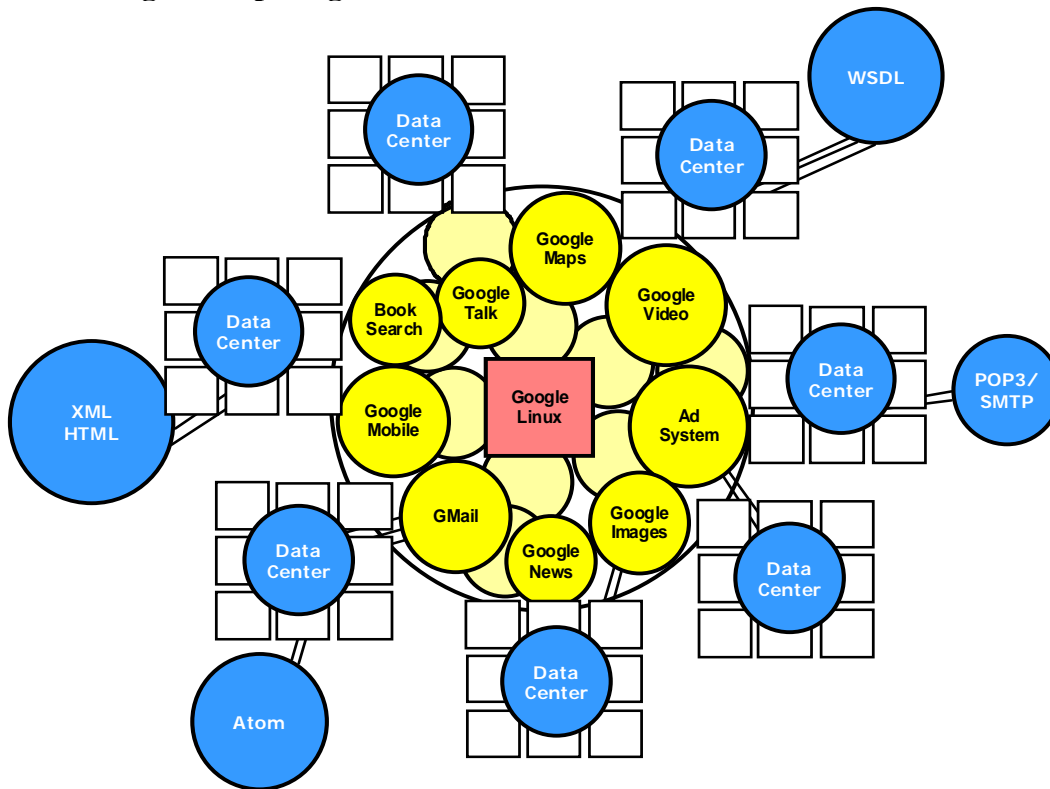 WSDL
Data
Center
Data
Center
Google
Maps
Google
Video
Google
Talk
Book
Search
Data
Center
Data
Center
POP3/
SMTP
XML
HTML
Google
Mobile
Google
Linux
Ad
System
GMail
Google
Images
Google
News
Data
Center
Data
Center
Data
Center
Atom